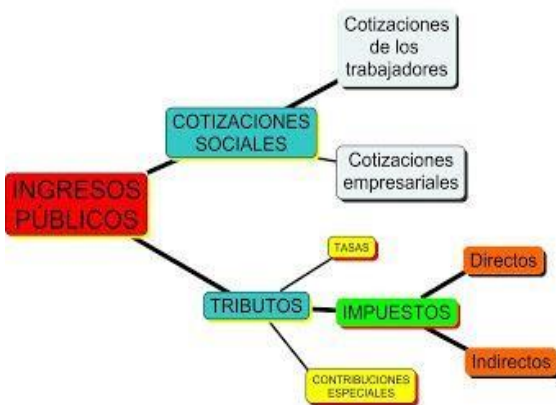 Cotizaciones
de los
trabajadores
COTIZACIONES
SOCIALES
Cotizaciones
empresariales
INGRESOS
PÚBLICOS
TASAS
Directos
TRIBUTOS
IMPUESTOS
Indirectos
CONTRIBUCIONES
ESPECIALES